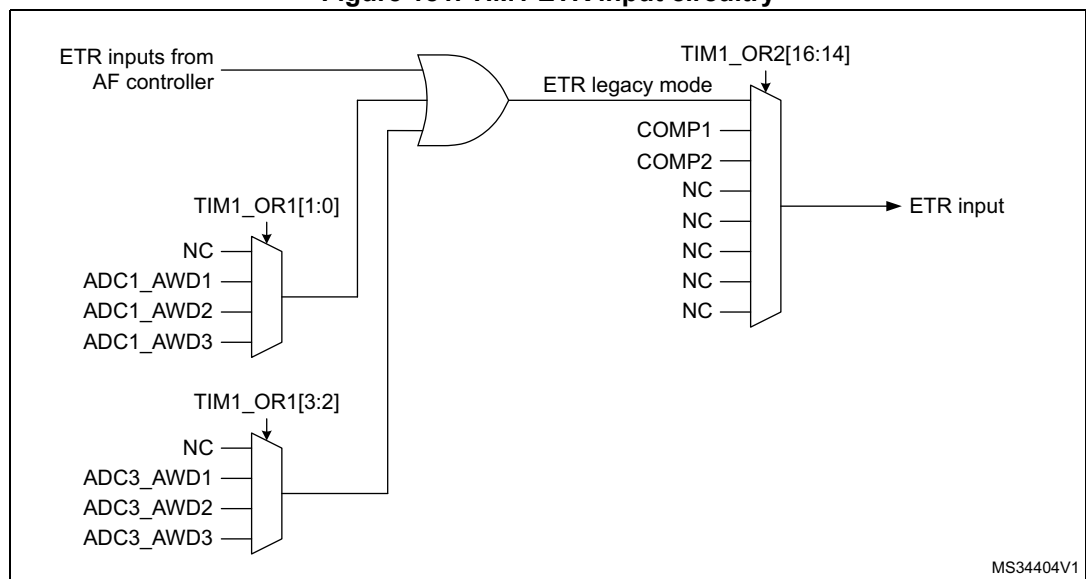 ETR inputs from
AF controller
TIM1_OR2[16:14]
ETR legacy mode
COMP1
COMP2
NC
NC
NC
NC
NC
ETR input
TIM1_OR1[1:0]
NC
ADC1_AWD1
ADC1_AWD2
ADC1_AWD3
TIM1_OR1[3:2]
NC
ADC3_AWD1
ADC3_AWD2
ADC3_AWD3
MS34404V1